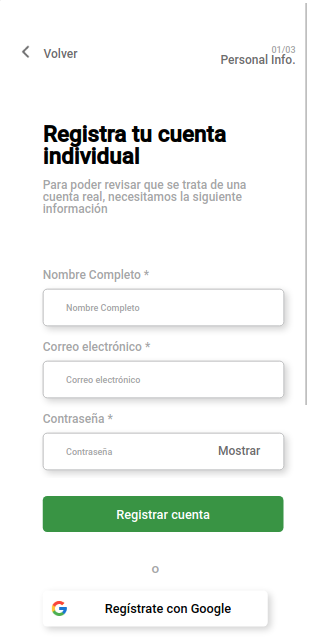 Volver
01/03
Personal Info.
Registra tu cuenta
individual
Para poder revisar que se trata de una
cuenta real, necesitamos la siguiente
información
Nombre Completo *
Nombre Completo
Correo electrónico *
Correo electrónico
Contraseña *
Contraseña Mostrar
Registrar cuenta
o
Regístrate con Google